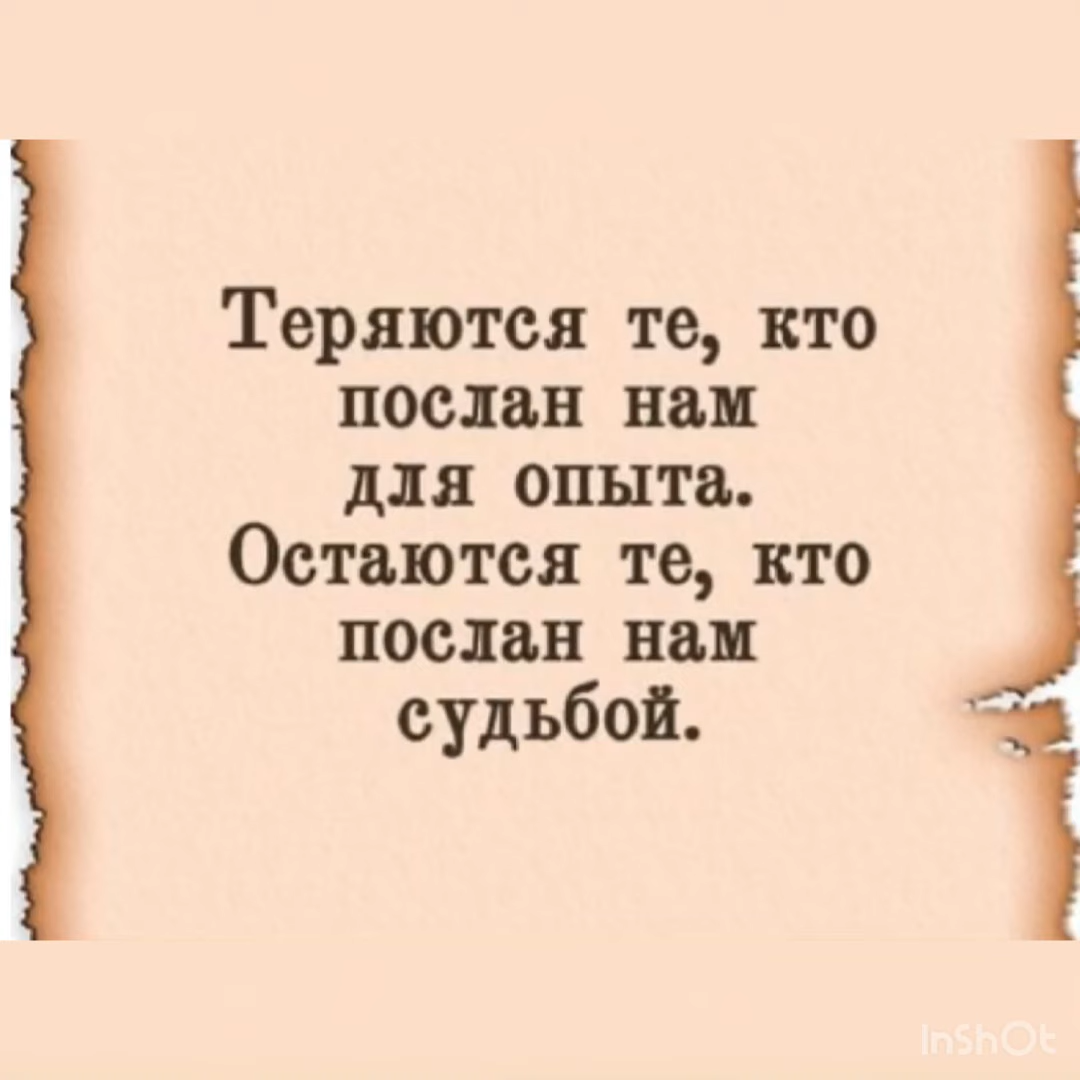 Теряются те, кто
послан нам
для опыта.
Остаются те, кто
послан нам
судьбой.
InShOt